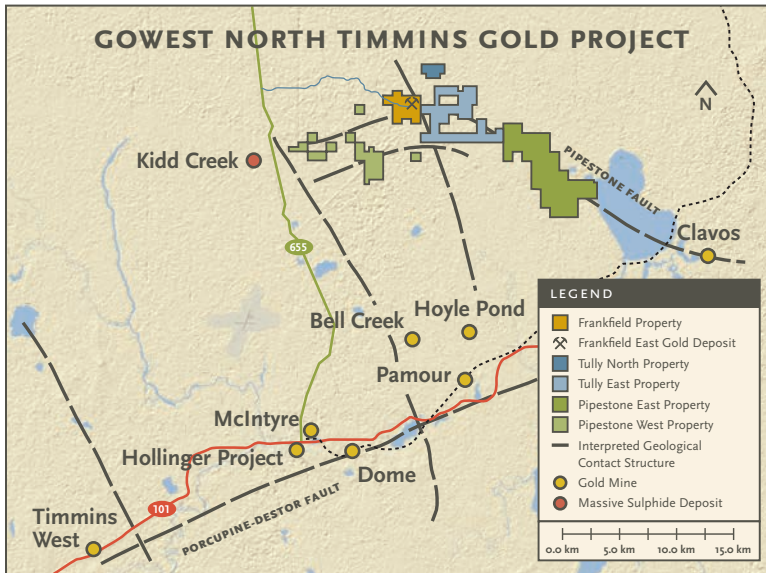 GOWEST NORTH TIMMINS GOLD PROJECT
N
Kidd Creek
PIPESTONE FAULT
Clavos
655
Hoyle Pond
Bell Creek
Pamour
McIntyre
Hollinger Project
Dome
101
PORCUPINE-DESTOR FAULT
Timmins
West
LEGEND
Frankfield Property
Frankfield East Gold Deposit
Tully North Property
Tully East Property
Pipestone East Property
Pipestone West Property
Interpreted Geological
Contact Structure
Gold Mine
Massive Sulphide Deposit
0.0 km 5.0 km 10.0 km 15.0 km